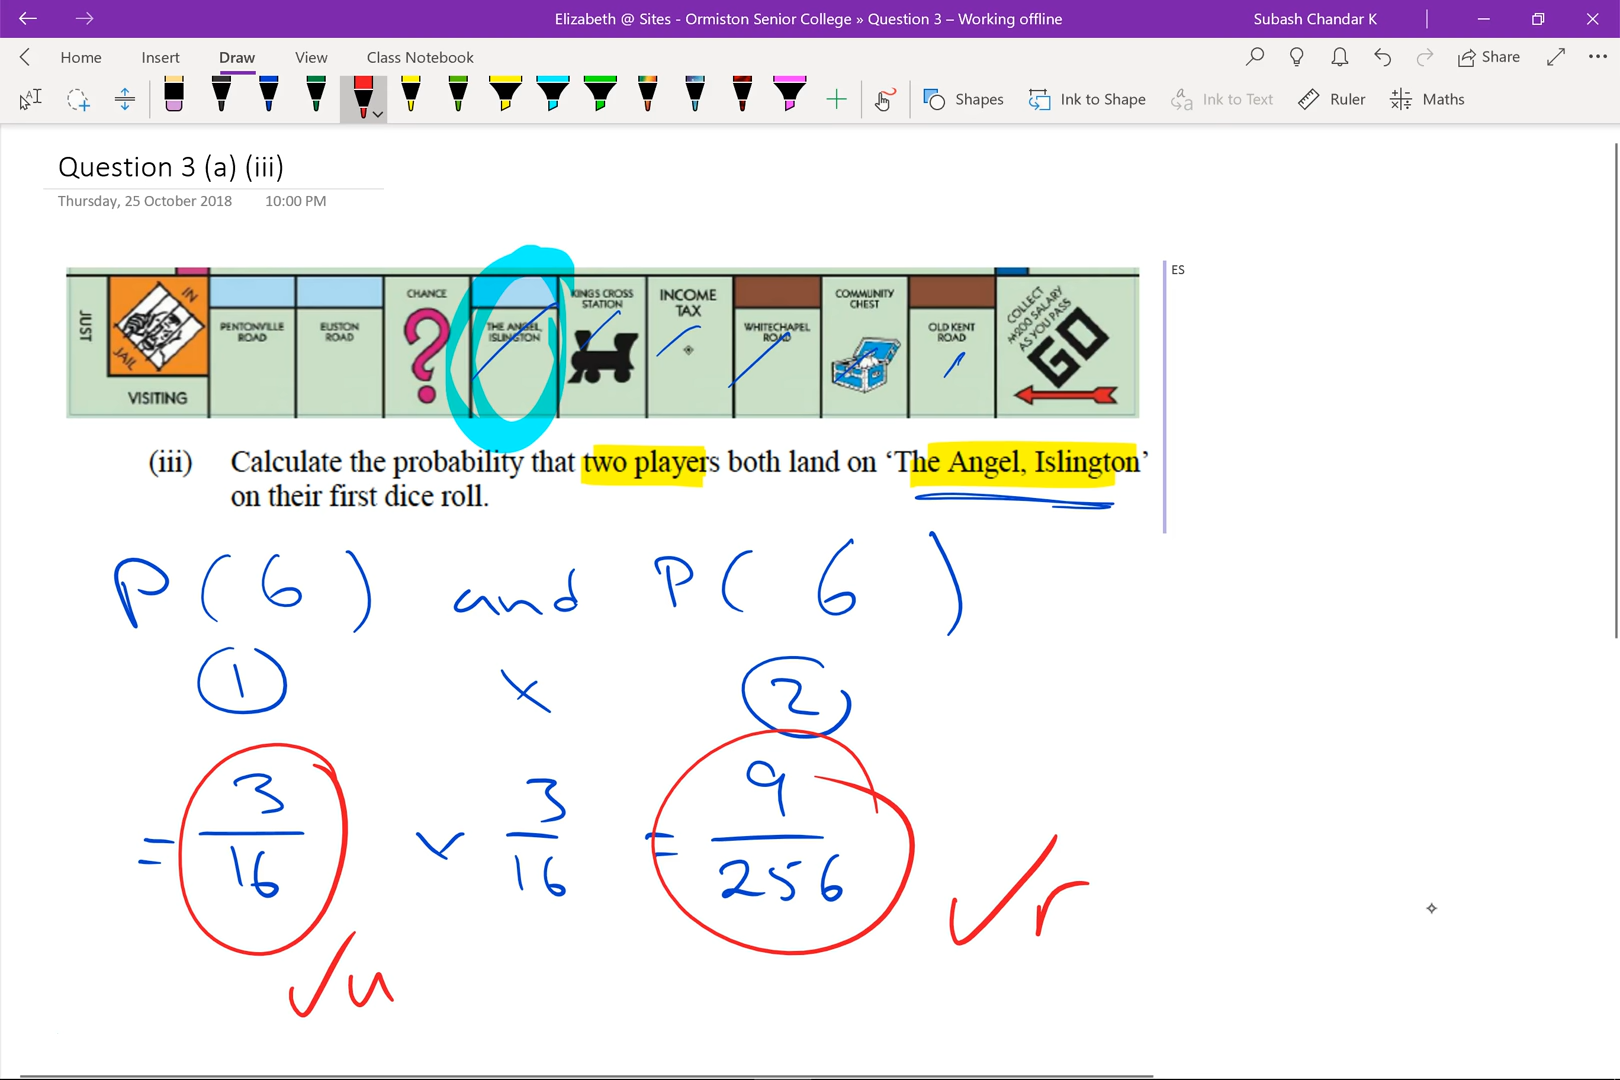 Elizabeth @ Sites - Ormiston Senior College » Question 3 – Working offline
Subash Chandar K
Home Insert Draw View Class Notebook
Share
Shapes Ink to Shape Ink to Text Ruler Maths
Question 3 (a) (iii)
Thursday, 25 October 2018 10:00 PM
ES
JUST
VISITING
IN
JAIL
PENTONVILLE
ROAD
EUSTON
ROAD
CHANCE
?
THE ANGEL,
ISLINGTON
KINGS CROSS
STATION
INCOME
TAX
WHITECHAPEL
ROAD
COMMUNITY
CHEST
OLD KENT
ROAD
COLLECT
M200 SALARY
AS YOU PASS
GO
(iii) Calculate the probability that two players both land on ‘The Angel, Islington’
on their first dice roll.
P(6) and P(6)
1 × 2
= 3/16 × 3/16 = 9/256
✓r
✓u